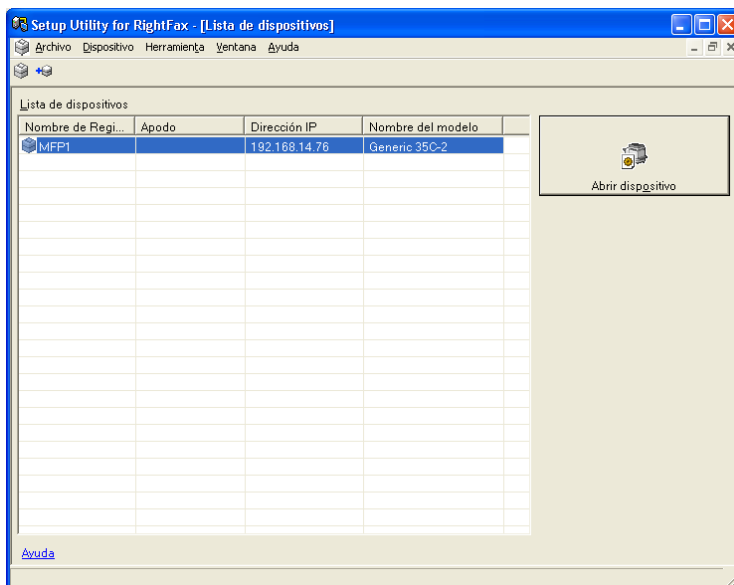 Setup Utility for RightFax - [Lista de dispositivos]
Archivo Dispositivo Herramienta Ventana Ayuda
Lista de dispositivos
Nombre de Regi... Apodo Dirección IP Nombre del modelo
MFP1 192.168.14.76 Generic 35C-2
Abrir dispositivo
Ayuda